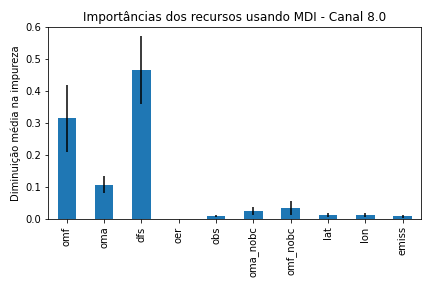 Importâncias dos recursos usando MDI - Canal 8.0
Diminuição média na impureza
0.6
0.5
0.4
0.3
0.2
0.1
0.0
omf
oma
dfs
oer
obs
oma_nobc
omf_nobc
lat
lon
emiss